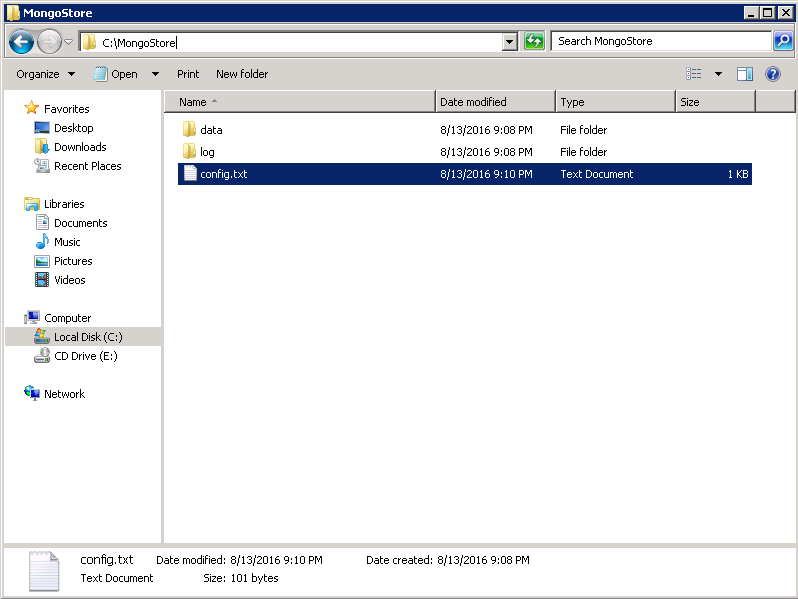 MongoStore
C:\MongoStore
Search MongoStore
Organize Open Print New folder
Name Date modified Type Size
Favorites
Desktop
Downloads
Recent Places
Libraries
Documents
Music
Pictures
Videos
Computer
Local Disk (C:)
CD Drive (E:)
Network
data 8/13/2016 9:08 PM File folder
log 8/13/2016 9:08 PM File folder
config.txt 8/13/2016 9:10 PM Text Document 1 KB
config.txt Date modified: 8/13/2016 9:10 PM Date created: 8/13/2016 9:08 PM
Text Document Size: 101 bytes